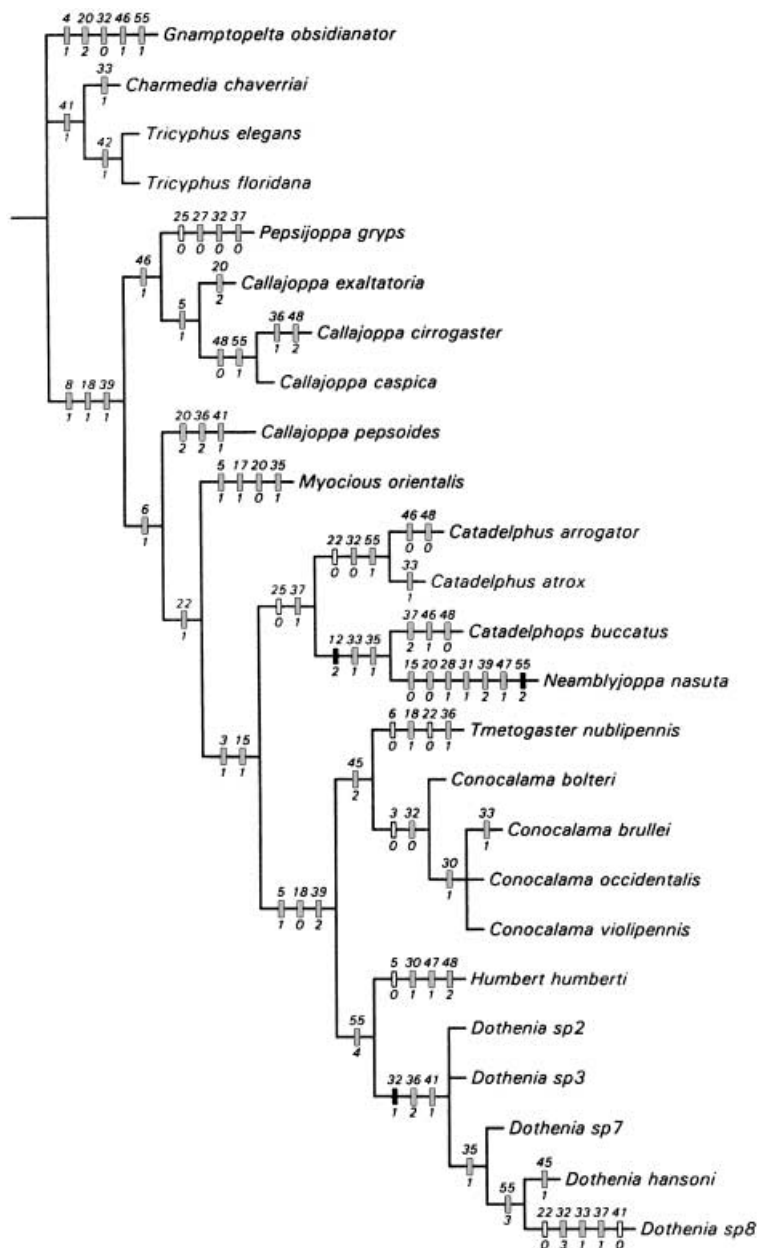 4 20 32 46 55
Gnamptopelta obsidianator
1 2 0 1 1
33
Charmedia chaverriai
1
41
1
Tricyphus elegans
42
1
Tricyphus floridana
25 27 32 37
Pepsijoppa gryps
0 0 0 0
46
1
20
Callajoppa exaltatoria
2
5
1
36 48
Callajoppa cirrogaster
1 2
48 55
0 1
Callajoppa caspica
8 18 39
1 1 1
20 36 41
Callajoppa pepsoides
2 2 1
5 17 20 35
Myocious orientalis
1 1 0 1
6
1
46 48
Catadelphus arrogator
0 0
22 32 55
0 0 1
33
Catadelphus atrox
1
22
1
25 37
0 1
37 46 48
Catadelphops buccatus
2 1 0
12 33 35
2 1 1
15 20 28 31 39 47 55
Neamblyjoppa nasuta
0 0 1 1 2 1 2
6 18 22 36
Tmetogaster nublipennis
0 1 0 1
3 15
1 1
45
2
Conocalama bolteri
3 32
0 0
33
Conocalama brullei
1
30
1
Conocalama occidentalis
5 18 39
1 0 2
Conocalama violipennis
5 30 47 48
Humbert humberti
0 1 1 2
55
4
Dothenia sp2
32 36 41
1 2 1
Dothenia sp3
Dothenia sp7
35
1
45
Dothenia hansoni
1
55
3
22 32 33 37 41
Dothenia sp8
0 3 1 1 0